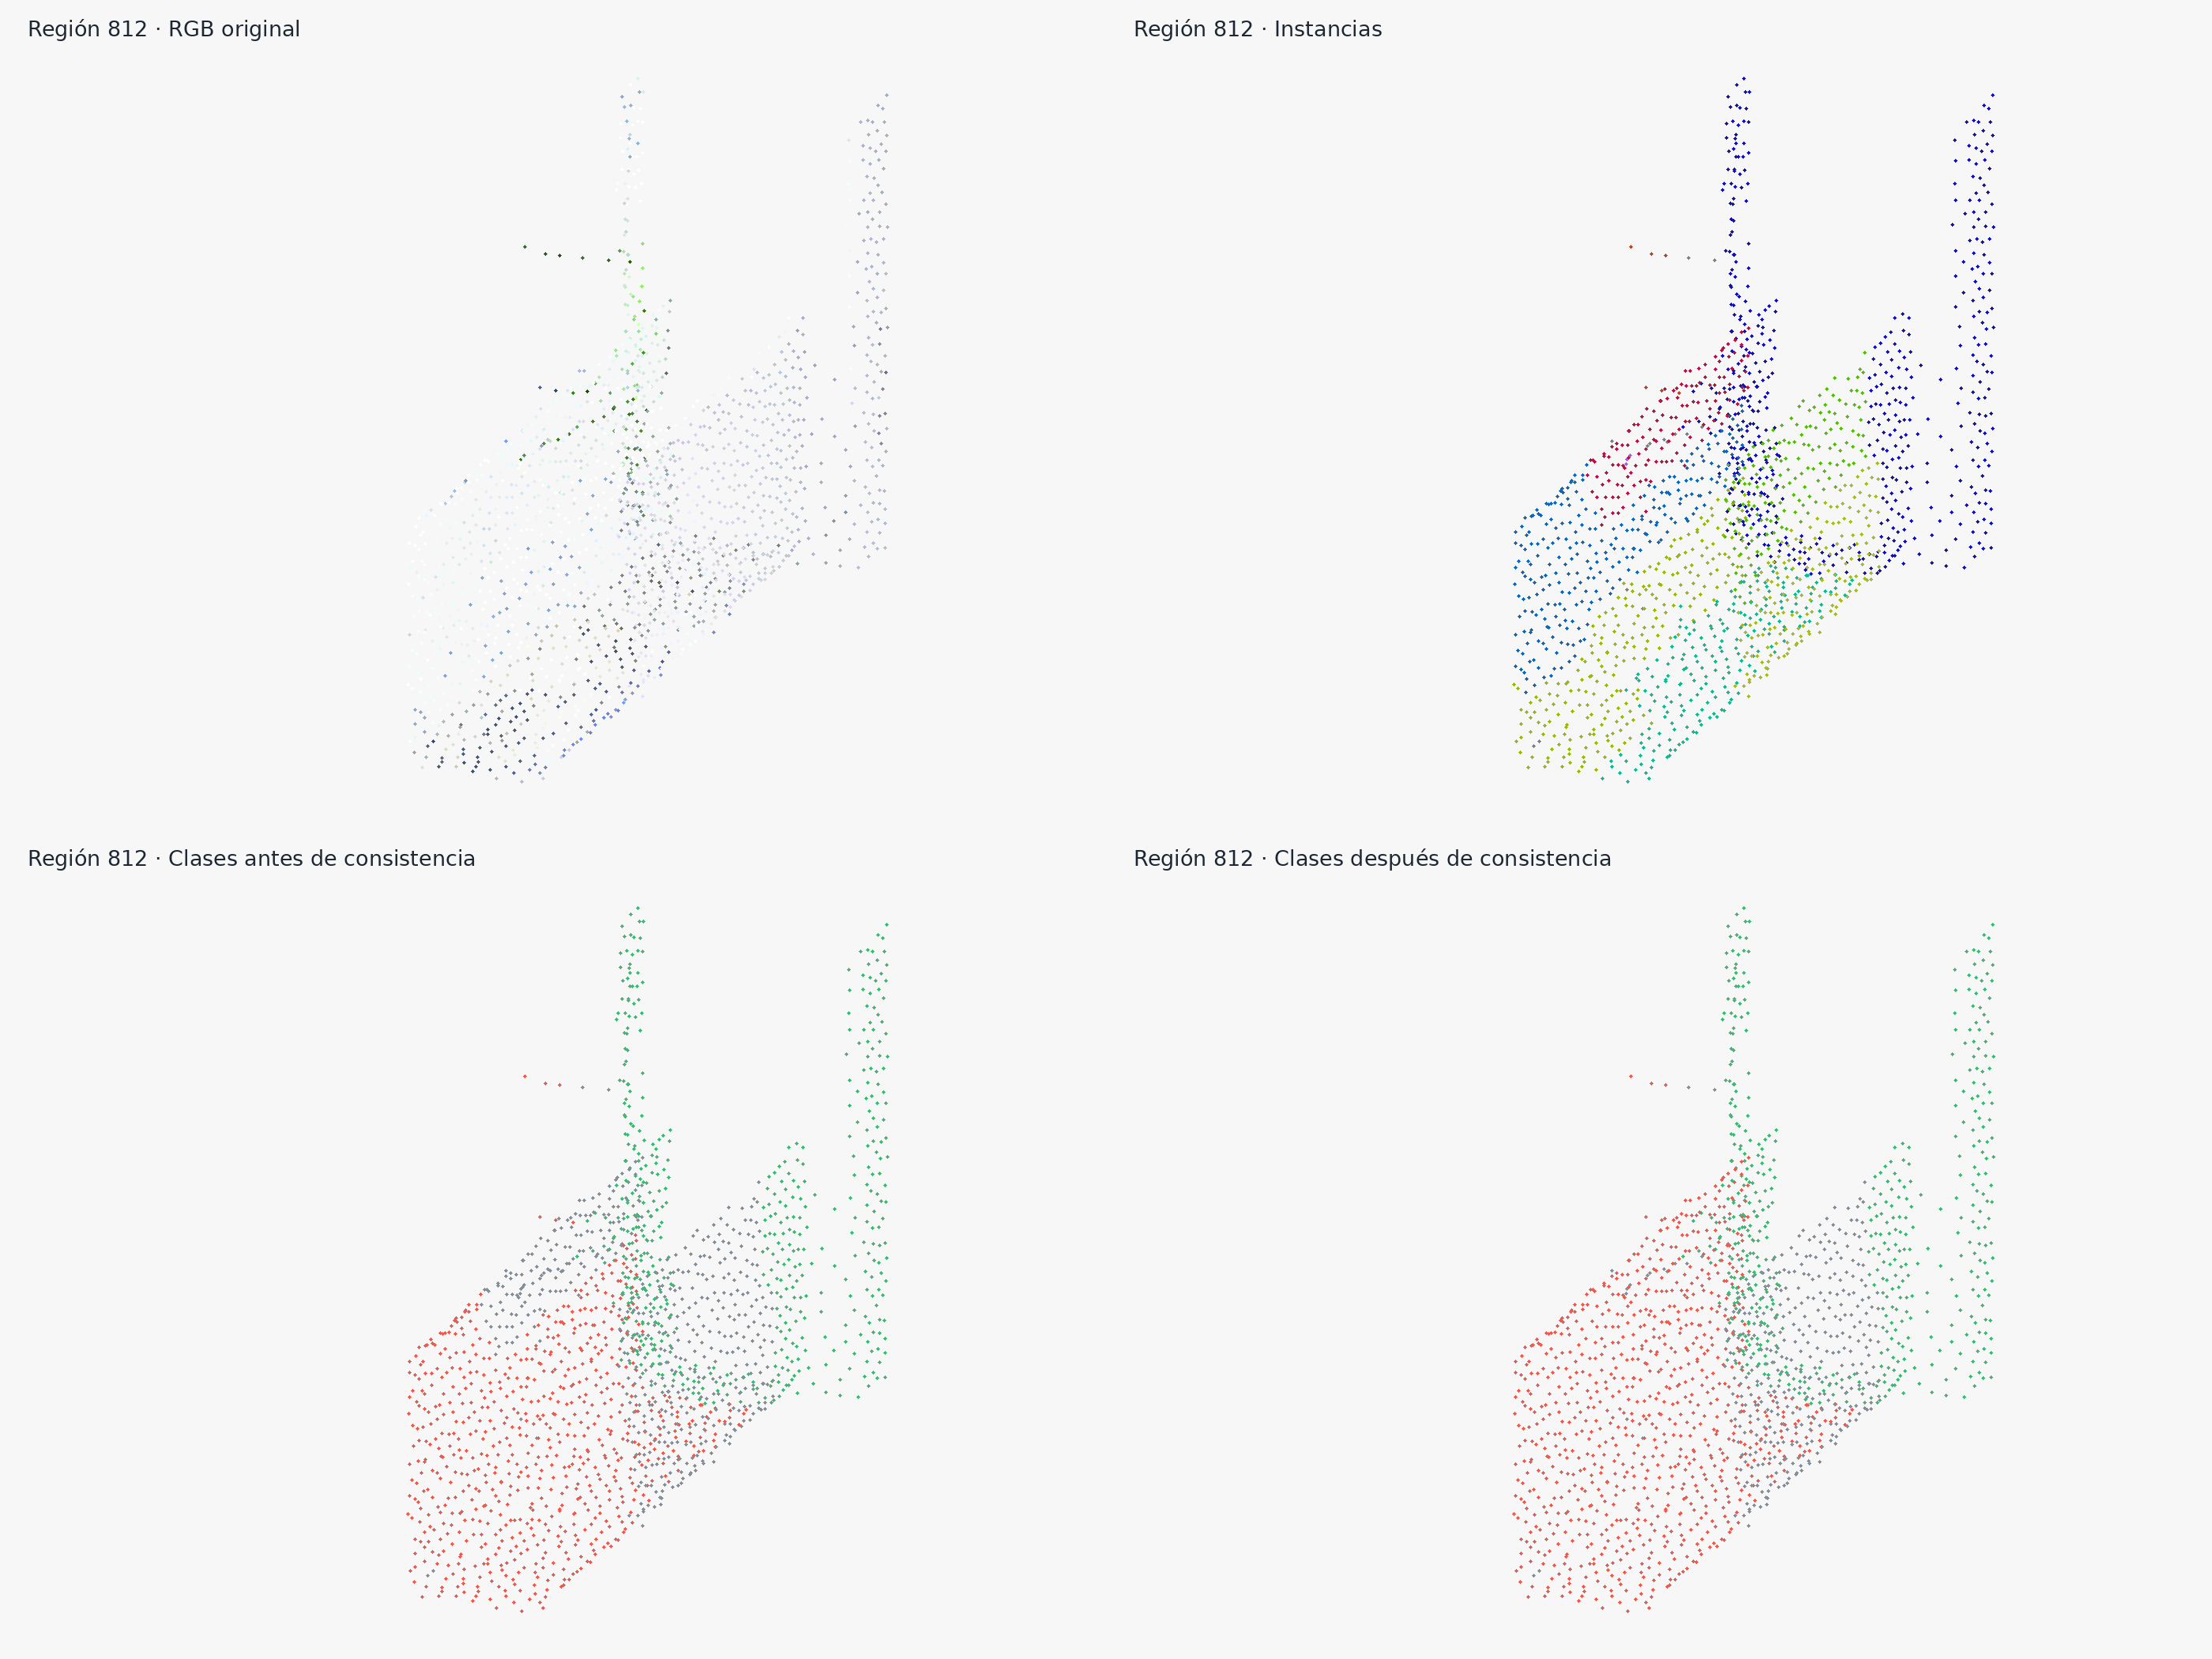 Región 812 · RGB original
Región 812 · Instancias
Región 812 · Clases antes de consistencia
Región 812 · Clases después de consistencia